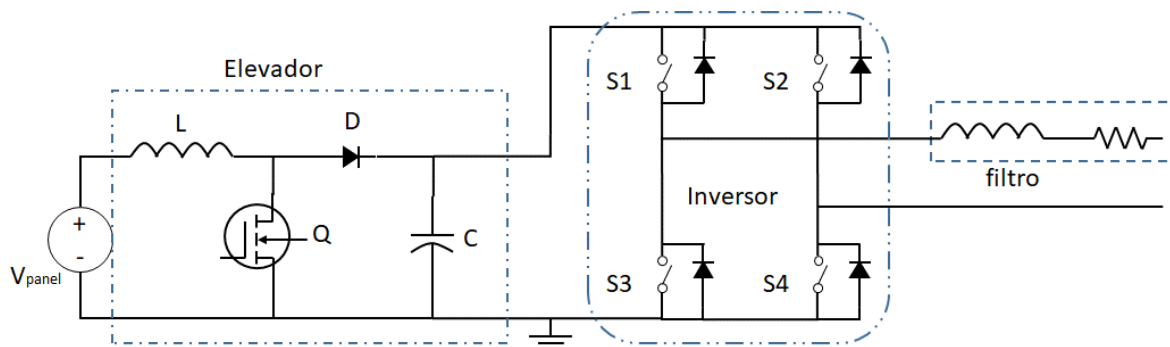 Elevador
L
D
+
-
Vpanel
Q
C
S1
S2
Inversor
S3
S4
filtro